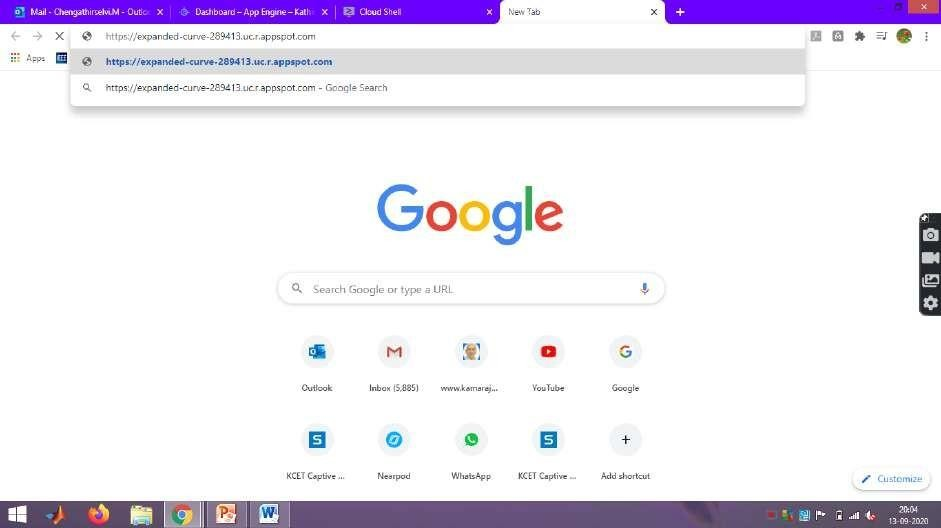 Mail - Chengathirselvi.M - Outlo
Dashboard – App Engine – Kath
Cloud Shell
New Tab
https://expanded-curve-289413.uc.r.appspot.com
Apps
https://expanded-curve-289413.uc.r.appspot.com
https://expanded-curve-289413.uc.r.appspot.com - Google Search
Google
Search Google or type a URL
Outlook
Inbox (5,885)
www.kamaraj...
YouTube
Google
KCET Captive ...
Nearpod
WhatsApp
KCET Captive ...
Add shortcut
Customize
20:04
13-09-2020